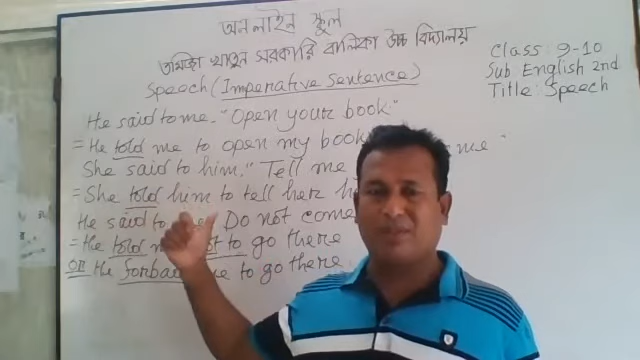 অনলাইন স্কুল
তমিজা খাতুন সরকারি বালিকা উচ্চ বিদ্যালয়
Class: 9-10
Sub English 2nd
Title: Speech
Speech (Imperative Sentence)
He said to me. "Open your book"
= He told me to open my book me "
She said to him. " Tell me
= She told him to tell her h
He said to Do not come
= He told to go there
OR He forbad me to go there